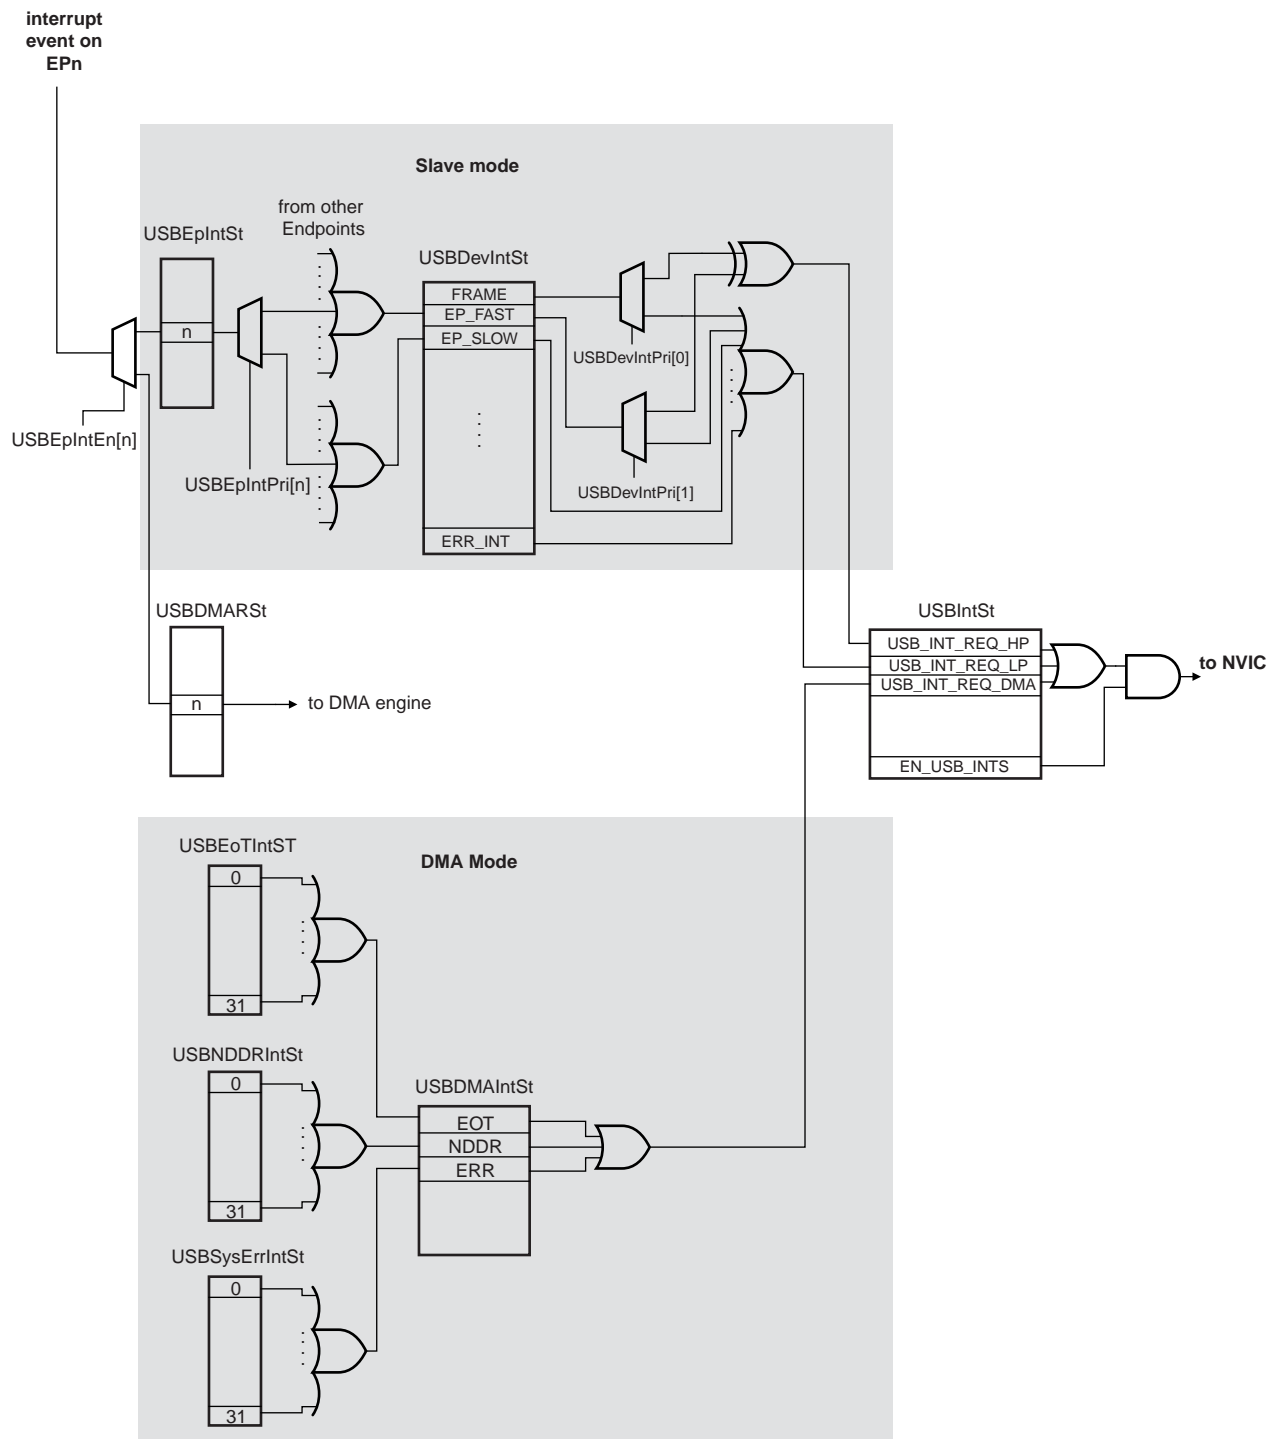 interrupt
event on
EPn
Slave mode
from other
Endpoints
USBEpIntSt
USBDevIntSt
FRAME
EP_FAST
n
EP_SLOW
USBDevIntPri[0]
USBEpIntEn[n]
USBEpIntPri[n]
USBDevIntPri[1]
ERR_INT
USBDMARSt
USBIntSt
USB_INT_REQ_HP
USB_INT_REQ_LP
to NVIC
USB_INT_REQ_DMA
n
to DMA engine
EN_USB_INTS
USBEoTIntST
DMA Mode
0
31
USBNDDRIntSt
0
USBDMAIntSt
EOT
NDDR
ERR
31
USBSysErrIntSt
0
31